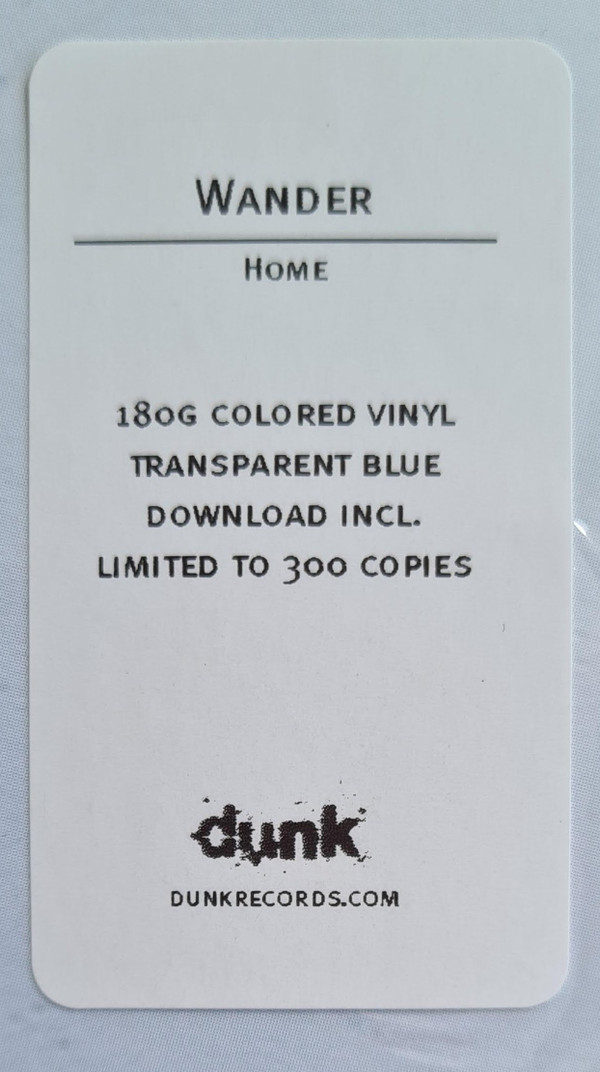 Wander
Home
180g colored vinyl
transparent blue
download incl.
limited to 300 copies
dunk
dunkrecords.com